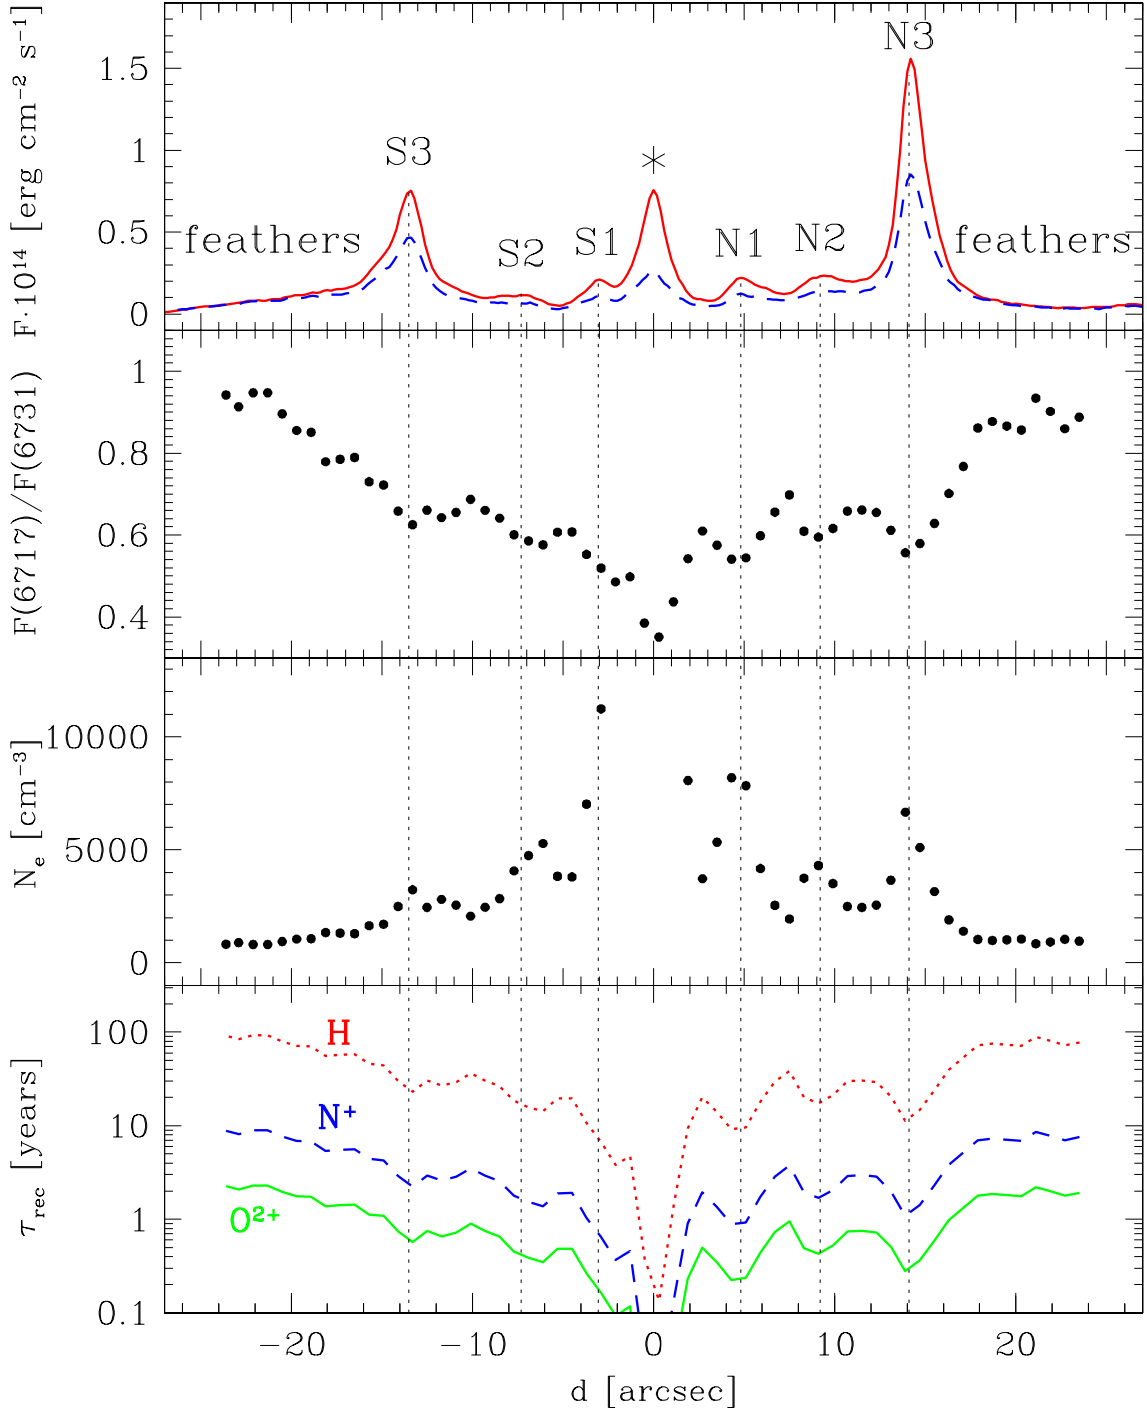 F·10¹⁴ [erg cm⁻² s⁻¹]
1.5
1
0.5
0
N3
S3
*
feathers
S2
S1
N1
N2
feathers
F(6717)/F(6731)
1
0.8
0.6
0.4
Nₑ [cm⁻³]
10000
5000
0
τrec [years]
100
10
1
0.1
H
N⁺
O²⁺
−20
−10
0
10
20
d [arcsec]